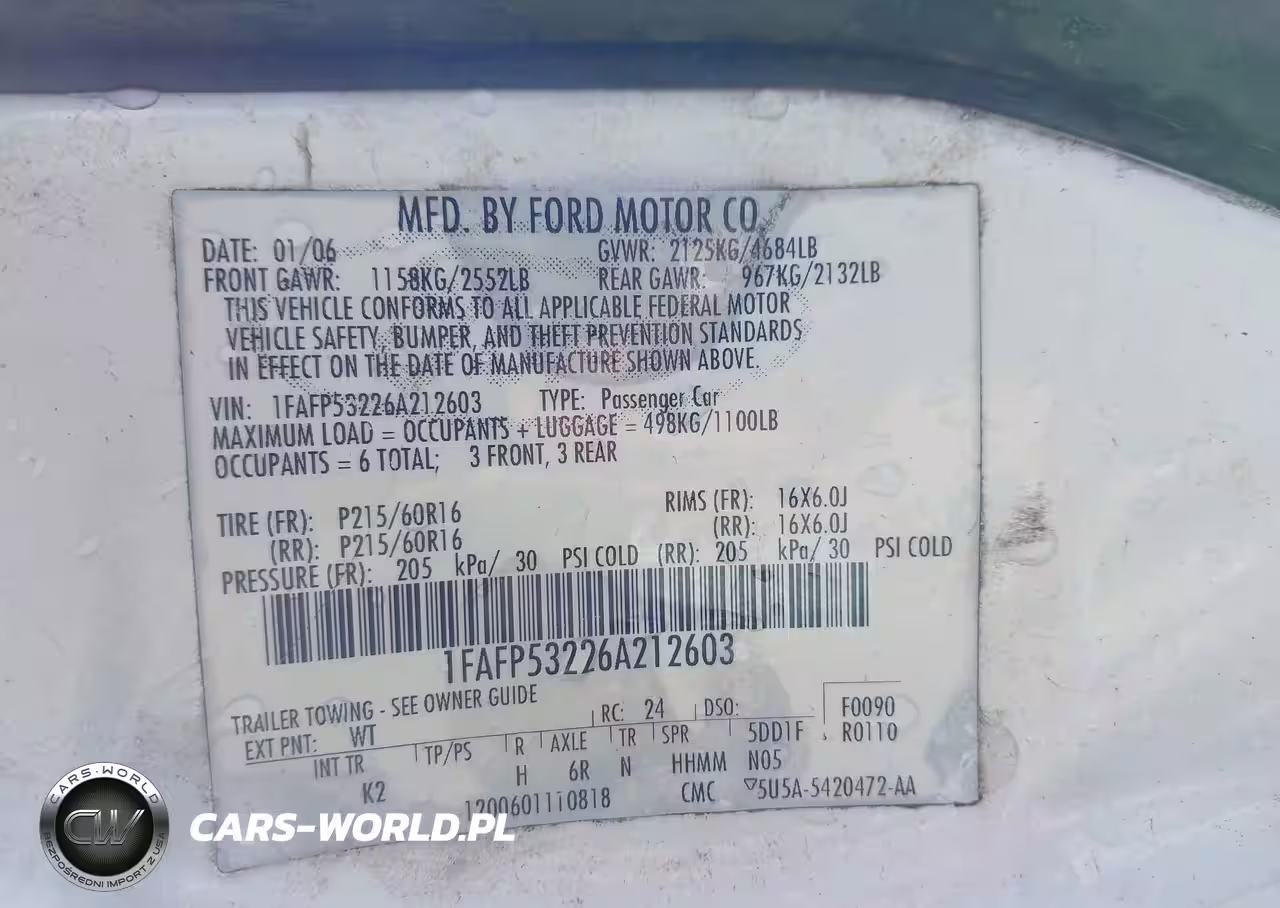 MFD. BY FORD MOTOR CO.
DATE: 01/06 GVWR: 2125KG/4684LB
FRONT GAWR: 1158KG/2552LB REAR GAWR: 967KG/2132LB
THIS VEHICLE CONFORMS TO ALL APPLICABLE FEDERAL MOTOR
VEHICLE SAFETY, BUMPER, AND THEFT PREVENTION STANDARDS
IN EFFECT ON THE DATE OF MANUFACTURE SHOWN ABOVE.
VIN: 1FAFP53226A212603 TYPE: Passenger Car
MAXIMUM LOAD = OCCUPANTS + LUGGAGE = 498KG/1100LB
OCCUPANTS = 6 TOTAL; 3 FRONT, 3 REAR
TIRE (FR): P215/60R16 RIMS (FR): 16X6.0J
(RR): P215/60R16 (RR): 16X6.0J
PRESSURE (FR): 205 kPa/ 30 PSI COLD (RR): 205 kPa/ 30 PSI COLD
1FAFP53226A212603
TRAILER TOWING - SEE OWNER GUIDE
EXT PNT: WT RC: 24 DSO: F0090
INT TR TP/PS R AXLE TR SPR 5DD1F R0110
K2 H 6R N HHMM N05
1200601110818 CMC ▽5U5A-5420472-AA
CARS-WORLD
CW
BEZPOŚREDNI IMPORT Z USA
CARS-WORLD.PL